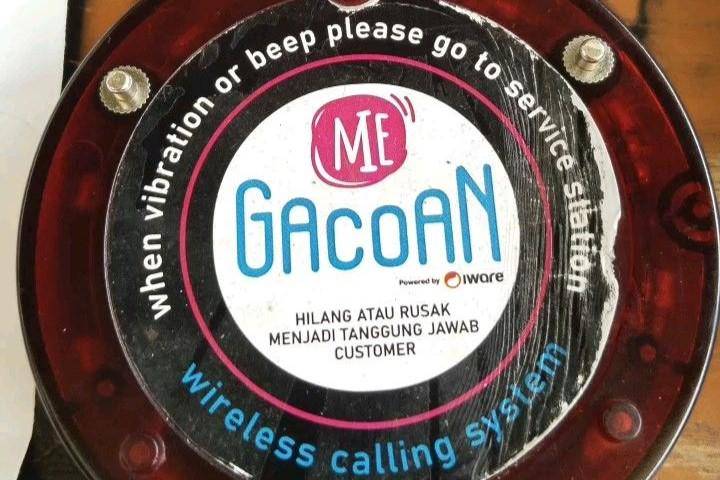 when vibration or beep please go to service station
ME
GACOAN
Powered by iware
HILANG ATAU RUSAK
MENJADI TANGGUNG JAWAB
CUSTOMER
wireless calling system